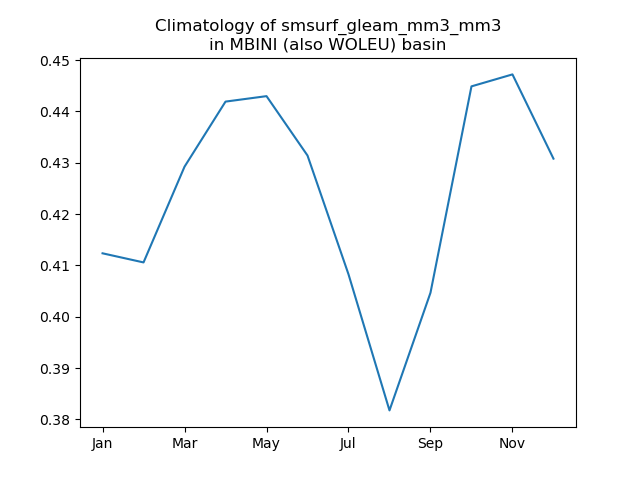 Climatology of smsurf_gleam_mm3_mm3
in MBINI (also WOLEU) basin
0.45
0.44
0.43
0.42
0.41
0.40
0.39
0.38
Jan Mar May Jul Sep Nov